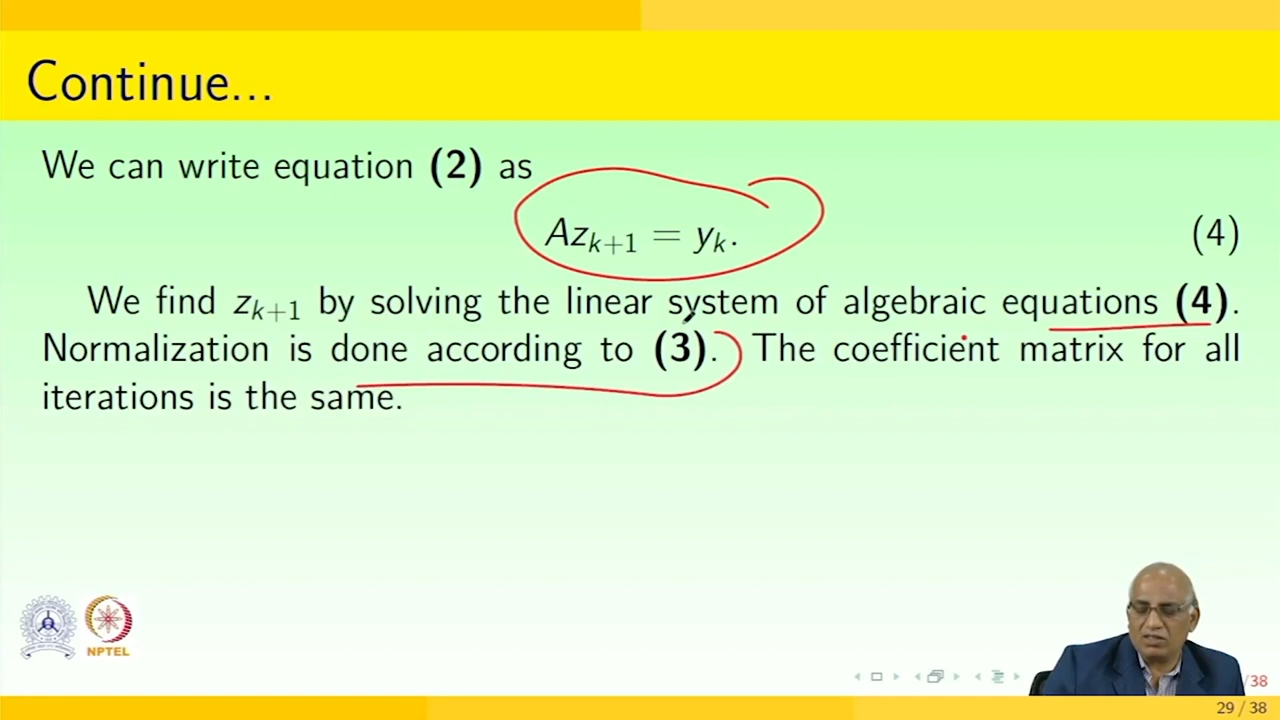 Continue...
We can write equation (2) as
Az_{k+1} = y_k. (4)
We find z_{k+1} by solving the linear system of algebraic equations (4).
Normalization is done according to (3). The coefficient matrix for all
iterations is the same.
NPTEL
/38
29 / 38